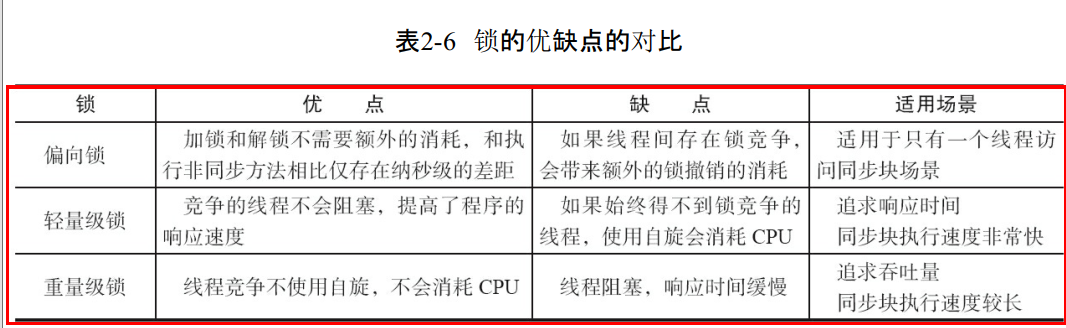 表2-6 锁的优缺点的对比
锁 优 点 缺 点 适用场景
偏向锁
加锁和解锁不需要额外的消耗，和执
行非同步方法相比仅存在纳秒级的差距
如果线程间存在锁竞争，
会带来额外的锁撤销的消耗
适用于只有一个线程访
问同步块场景
轻量级锁
竞争的线程不会阻塞，提高了程序的
响应速度
如果始终得不到锁竞争的
线程，使用自旋会消耗 CPU
追求响应时间
同步块执行速度非常快
重量级锁
线程竞争不使用自旋，不会消耗 CPU
线程阻塞，响应时间缓慢
追求吞吐量
同步块执行速度较长